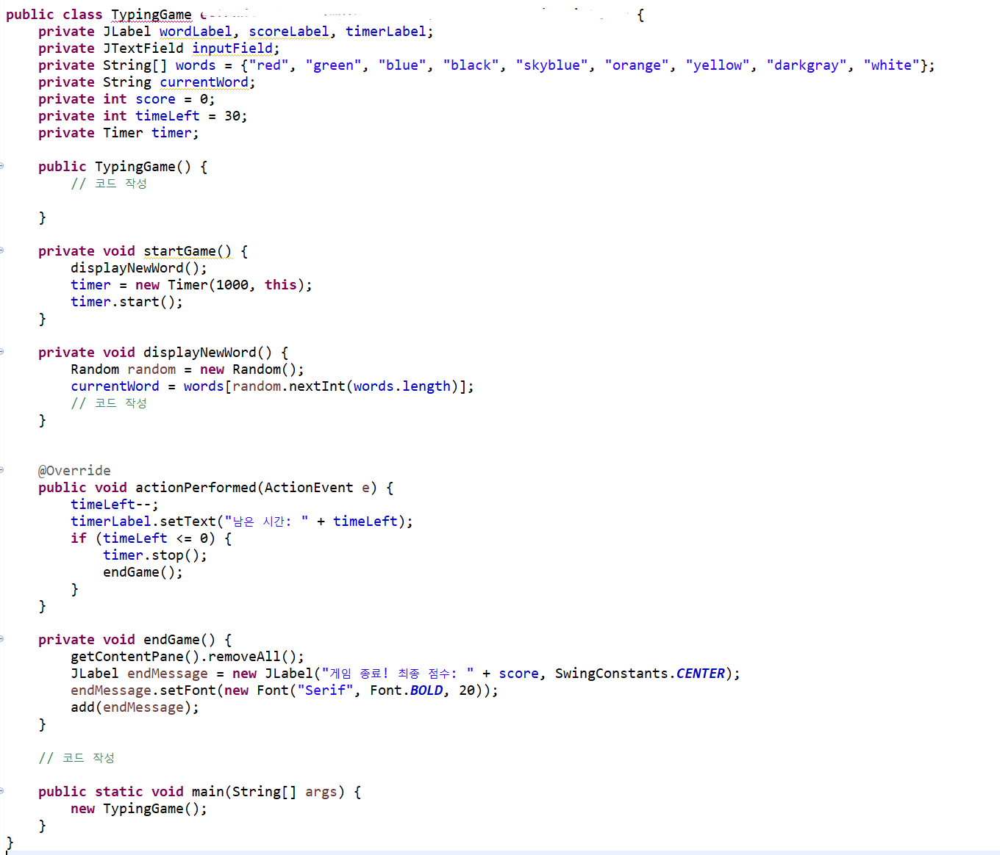 public class TypingGame {
private JLabel wordLabel, scoreLabel, timerLabel;
private JTextField inputField;
private String[] words = {"red", "green", "blue", "black", "skyblue", "orange", "yellow", "darkgray", "white"};
private String currentWord;
private int score = 0;
private int timeLeft = 30;
private Timer timer;
public TypingGame() {
// 코드 작성
}
private void startGame() {
displayNewWord();
timer = new Timer(1000, this);
timer.start();
}
private void displayNewWord() {
Random random = new Random();
currentWord = words[random.nextInt(words.length)];
// 코드 작성
}
@Override
public void actionPerformed(ActionEvent e) {
timeLeft--;
timerLabel.setText("남은 시간: " + timeLeft);
if (timeLeft <= 0) {
timer.stop();
endGame();
}
}
private void endGame() {
getContentPane().removeAll();
JLabel endMessage = new JLabel("게임 종료! 최종 점수: " + score, SwingConstants.CENTER);
endMessage.setFont(new Font("Serif", Font.BOLD, 20));
add(endMessage);
}
// 코드 작성
public static void main(String[] args) {
new TypingGame();
}
}